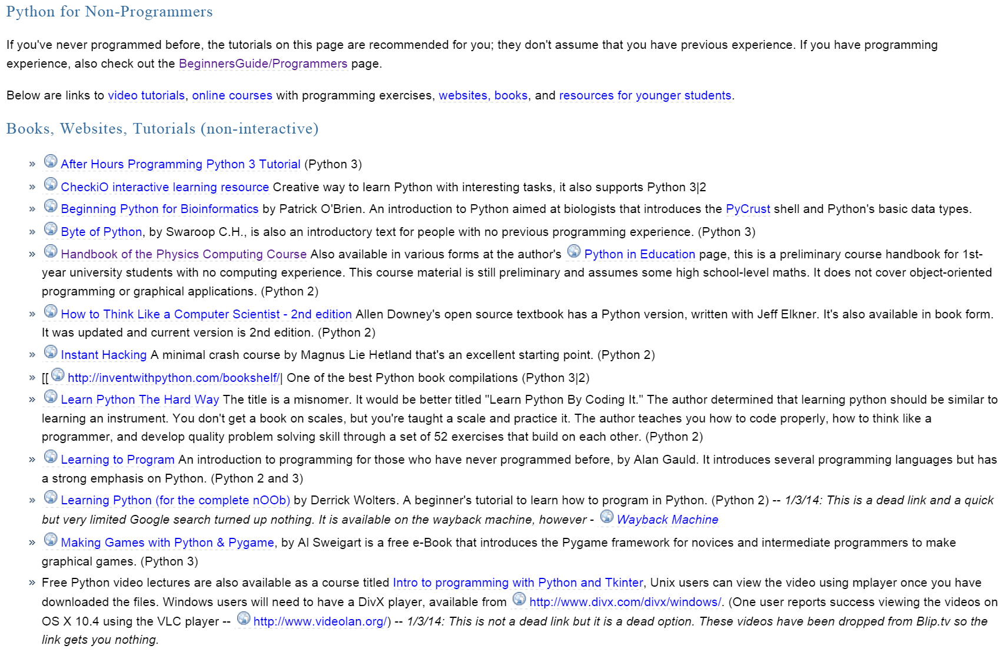 Python for Non-Programmers
If you've never programmed before, the tutorials on this page are recommended for you; they don't assume that you have previous experience. If you have programming
experience, also check out the BeginnersGuide/Programmers page.
Below are links to video tutorials, online courses with programming exercises, websites, books, and resources for younger students.
Books, Websites, Tutorials (non-interactive)
» After Hours Programming Python 3 Tutorial (Python 3)
» CheckiO interactive learning resource Creative way to learn Python with interesting tasks, it also supports Python 3|2
» Beginning Python for Bioinformatics by Patrick O'Brien. An introduction to Python aimed at biologists that introduces the PyCrust shell and Python's basic data types.
» Byte of Python, by Swaroop C.H., is also an introductory text for people with no previous programming experience. (Python 3)
» Handbook of the Physics Computing Course Also available in various forms at the author's Python in Education page, this is a preliminary course handbook for 1st-
year university students with no computing experience. This course material is still preliminary and assumes some high school-level maths. It does not cover object-oriented
programming or graphical applications. (Python 2)
» How to Think Like a Computer Scientist - 2nd edition Allen Downey's open source textbook has a Python version, written with Jeff Elkner. It's also available in book form.
It was updated and current version is 2nd edition. (Python 2)
» Instant Hacking A minimal crash course by Magnus Lie Hetland that's an excellent starting point. (Python 2)
» [[ http://inventwithpython.com/bookshelf/| One of the best Python book compilations (Python 3|2)
» Learn Python The Hard Way The title is a misnomer. It would be better titled "Learn Python By Coding It." The author determined that learning python should be similar to
learning an instrument. You don't get a book on scales, but you're taught a scale and practice it. The author teaches you how to code properly, how to think like a
programmer, and develop quality problem solving skill through a set of 52 exercises that build on each other. (Python 2)
» Learning to Program An introduction to programming for those who have never programmed before, by Alan Gauld. It introduces several programming languages but has
a strong emphasis on Python. (Python 2 and 3)
» Learning Python (for the complete nOOb) by Derrick Wolters. A beginner's tutorial to learn how to program in Python. (Python 2) -- 1/3/14: This is a dead link and a quick
but very limited Google search turned up nothing. It is available on the wayback machine, however - Wayback Machine
» Making Games with Python & Pygame, by Al Sweigart is a free e-Book that introduces the Pygame framework for novices and intermediate programmers to make
graphical games. (Python 3)
» Free Python video lectures are also available as a course titled Intro to programming with Python and Tkinter, Unix users can view the video using mplayer once you have
downloaded the files. Windows users will need to have a DivX player, available from http://www.divx.com/divx/windows/. (One user reports success viewing the videos on
OS X 10.4 using the VLC player -- http://www.videolan.org/) -- 1/3/14: This is not a dead link but it is a dead option. These videos have been dropped from Blip.tv so the
link gets you nothing.